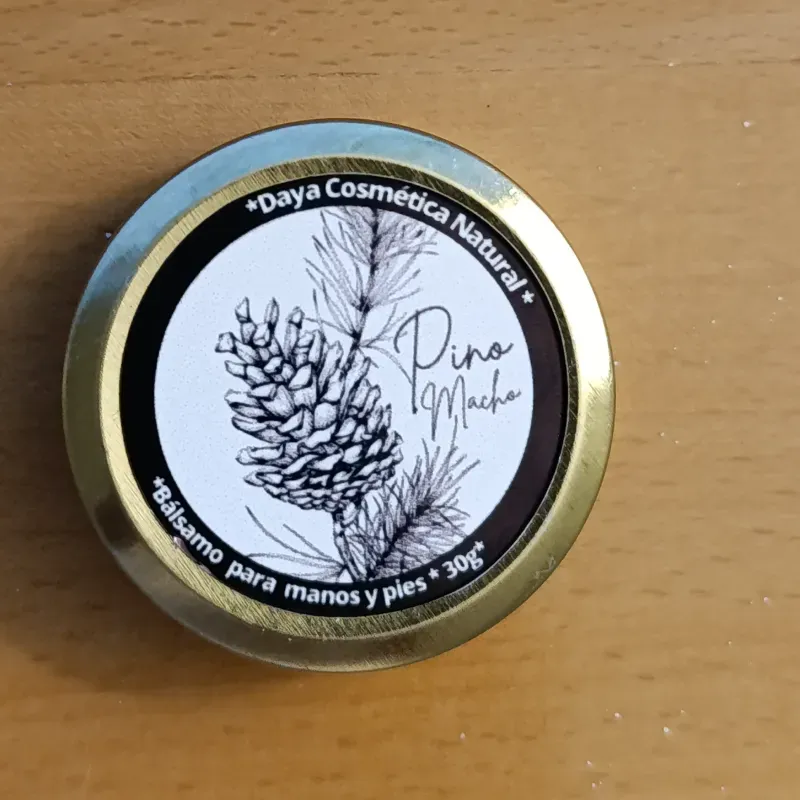 *Daya Cosmética Natural*
Pino
Macho
*Bálsamo para manos y pies * 30g*